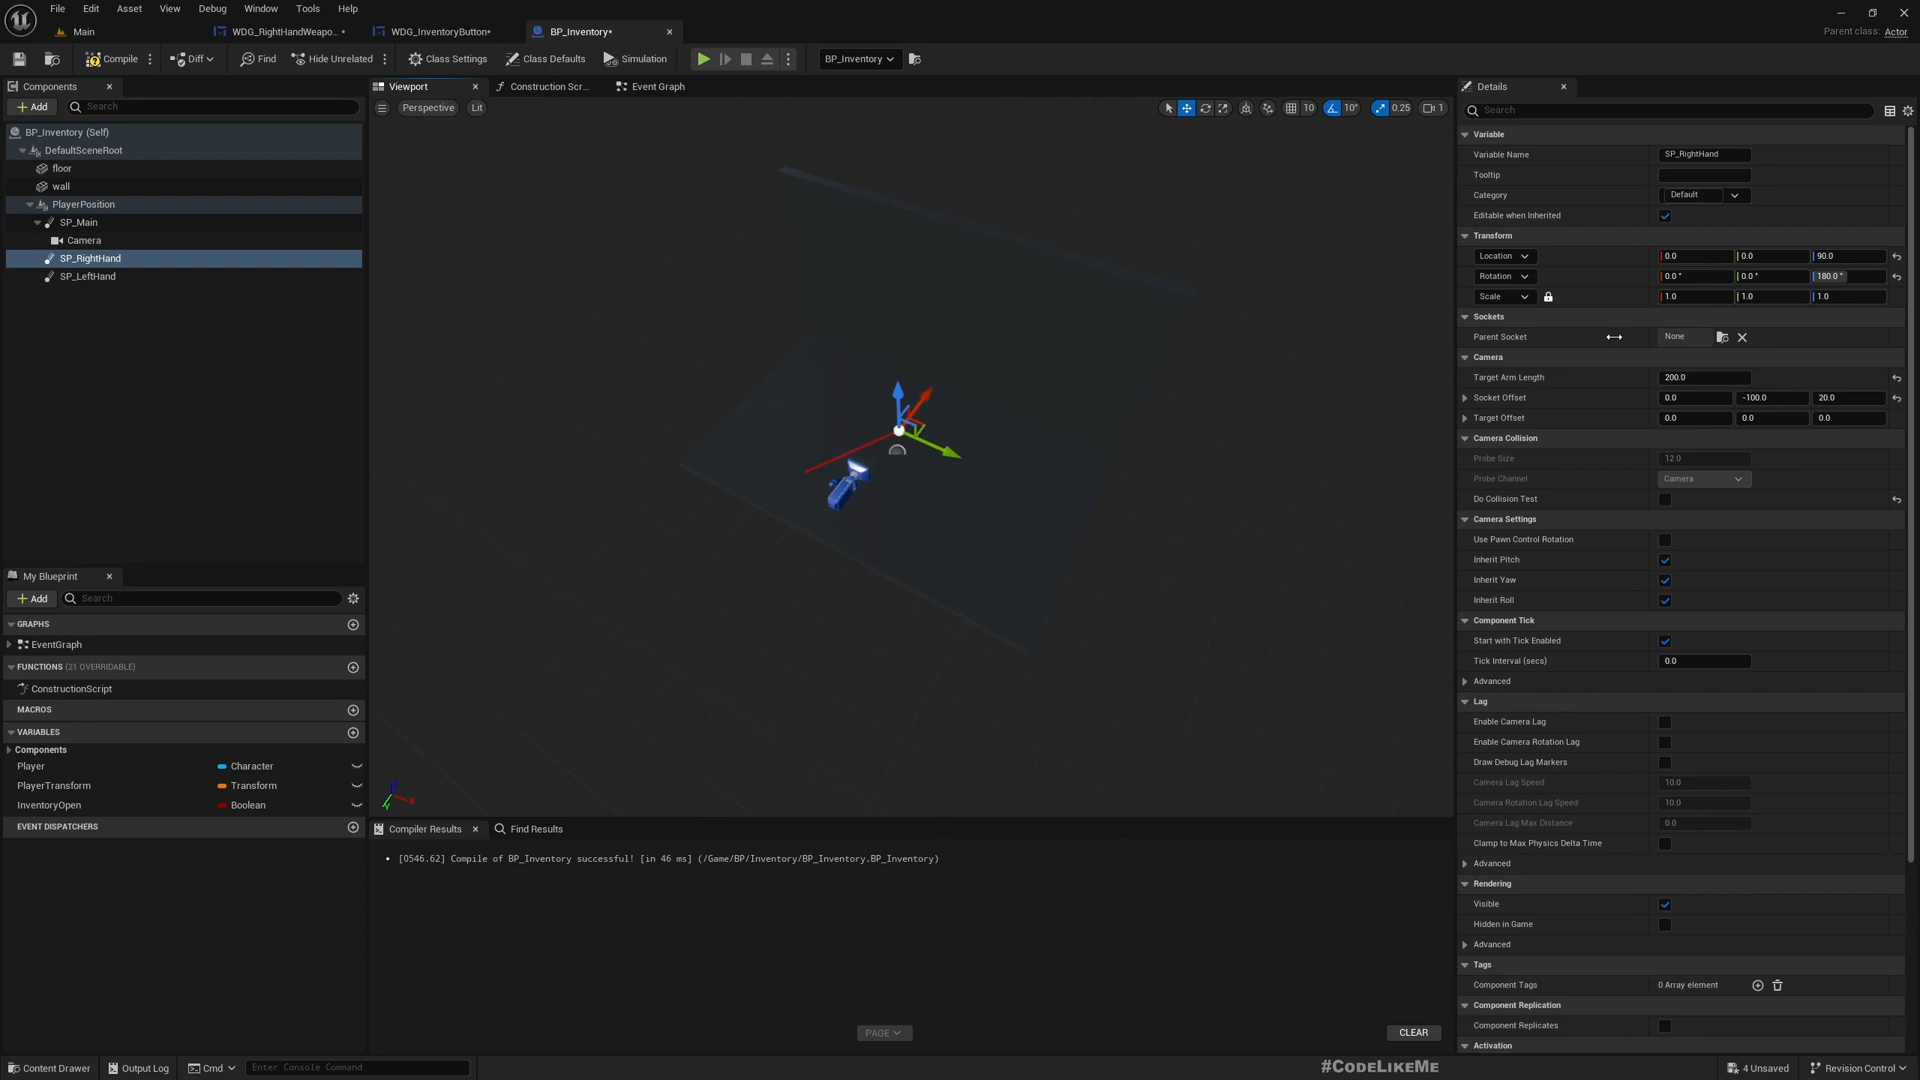 File Edit Asset View Debug Window Tools Help
Main
WDG_RightHandWeapo... •
WDG_InventoryButton•
BP_Inventory•
Parent class: Actor
Compile
Diff
Find
Hide Unrelated
Class Settings
Class Defaults
Simulation
BP_Inventory
Components
Add
Search
BP_Inventory (Self)
DefaultSceneRoot
floor
wall
PlayerPosition
SP_Main
Camera
SP_RightHand
SP_LeftHand
My Blueprint
Add
Search
GRAPHS
EventGraph
FUNCTIONS (21 OVERRIDABLE)
ConstructionScript
MACROS
VARIABLES
Components
Player Character
PlayerTransform Transform
InventoryOpen Boolean
EVENT DISPATCHERS
Viewport
Construction Scr...
Event Graph
Perspective
Lit
10
10°
0.25
1
Compiler Results
Find Results
• [0546.62] Compile of BP_Inventory successful! [in 46 ms] (/Game/BP/Inventory/BP_Inventory.BP_Inventory)
PAGE
CLEAR
Details
Search
Variable
Variable Name SP_RightHand
Tooltip
Category Default
Editable when Inherited
Transform
Location 0.0 0.0 90.0
Rotation 0.0 ° 0.0 ° 180.0 °
Scale 1.0 1.0 1.0
Sockets
Parent Socket None
Camera
Target Arm Length 200.0
Socket Offset 0.0 -100.0 20.0
Target Offset 0.0 0.0 0.0
Camera Collision
Probe Size 12.0
Probe Channel Camera
Do Collision Test
Camera Settings
Use Pawn Control Rotation
Inherit Pitch
Inherit Yaw
Inherit Roll
Component Tick
Start with Tick Enabled
Tick Interval (secs) 0.0
Advanced
Lag
Enable Camera Lag
Enable Camera Rotation Lag
Draw Debug Lag Markers
Camera Lag Speed 10.0
Camera Rotation Lag Speed 10.0
Camera Lag Max Distance 0.0
Clamp to Max Physics Delta Time
Advanced
Rendering
Visible
Hidden in Game
Advanced
Tags
Component Tags 0 Array element
Component Replication
Component Replicates
Activation
Content Drawer
Output Log
Cmd
Enter Console Command
#CODELIKEME
4 Unsaved
Revision Control